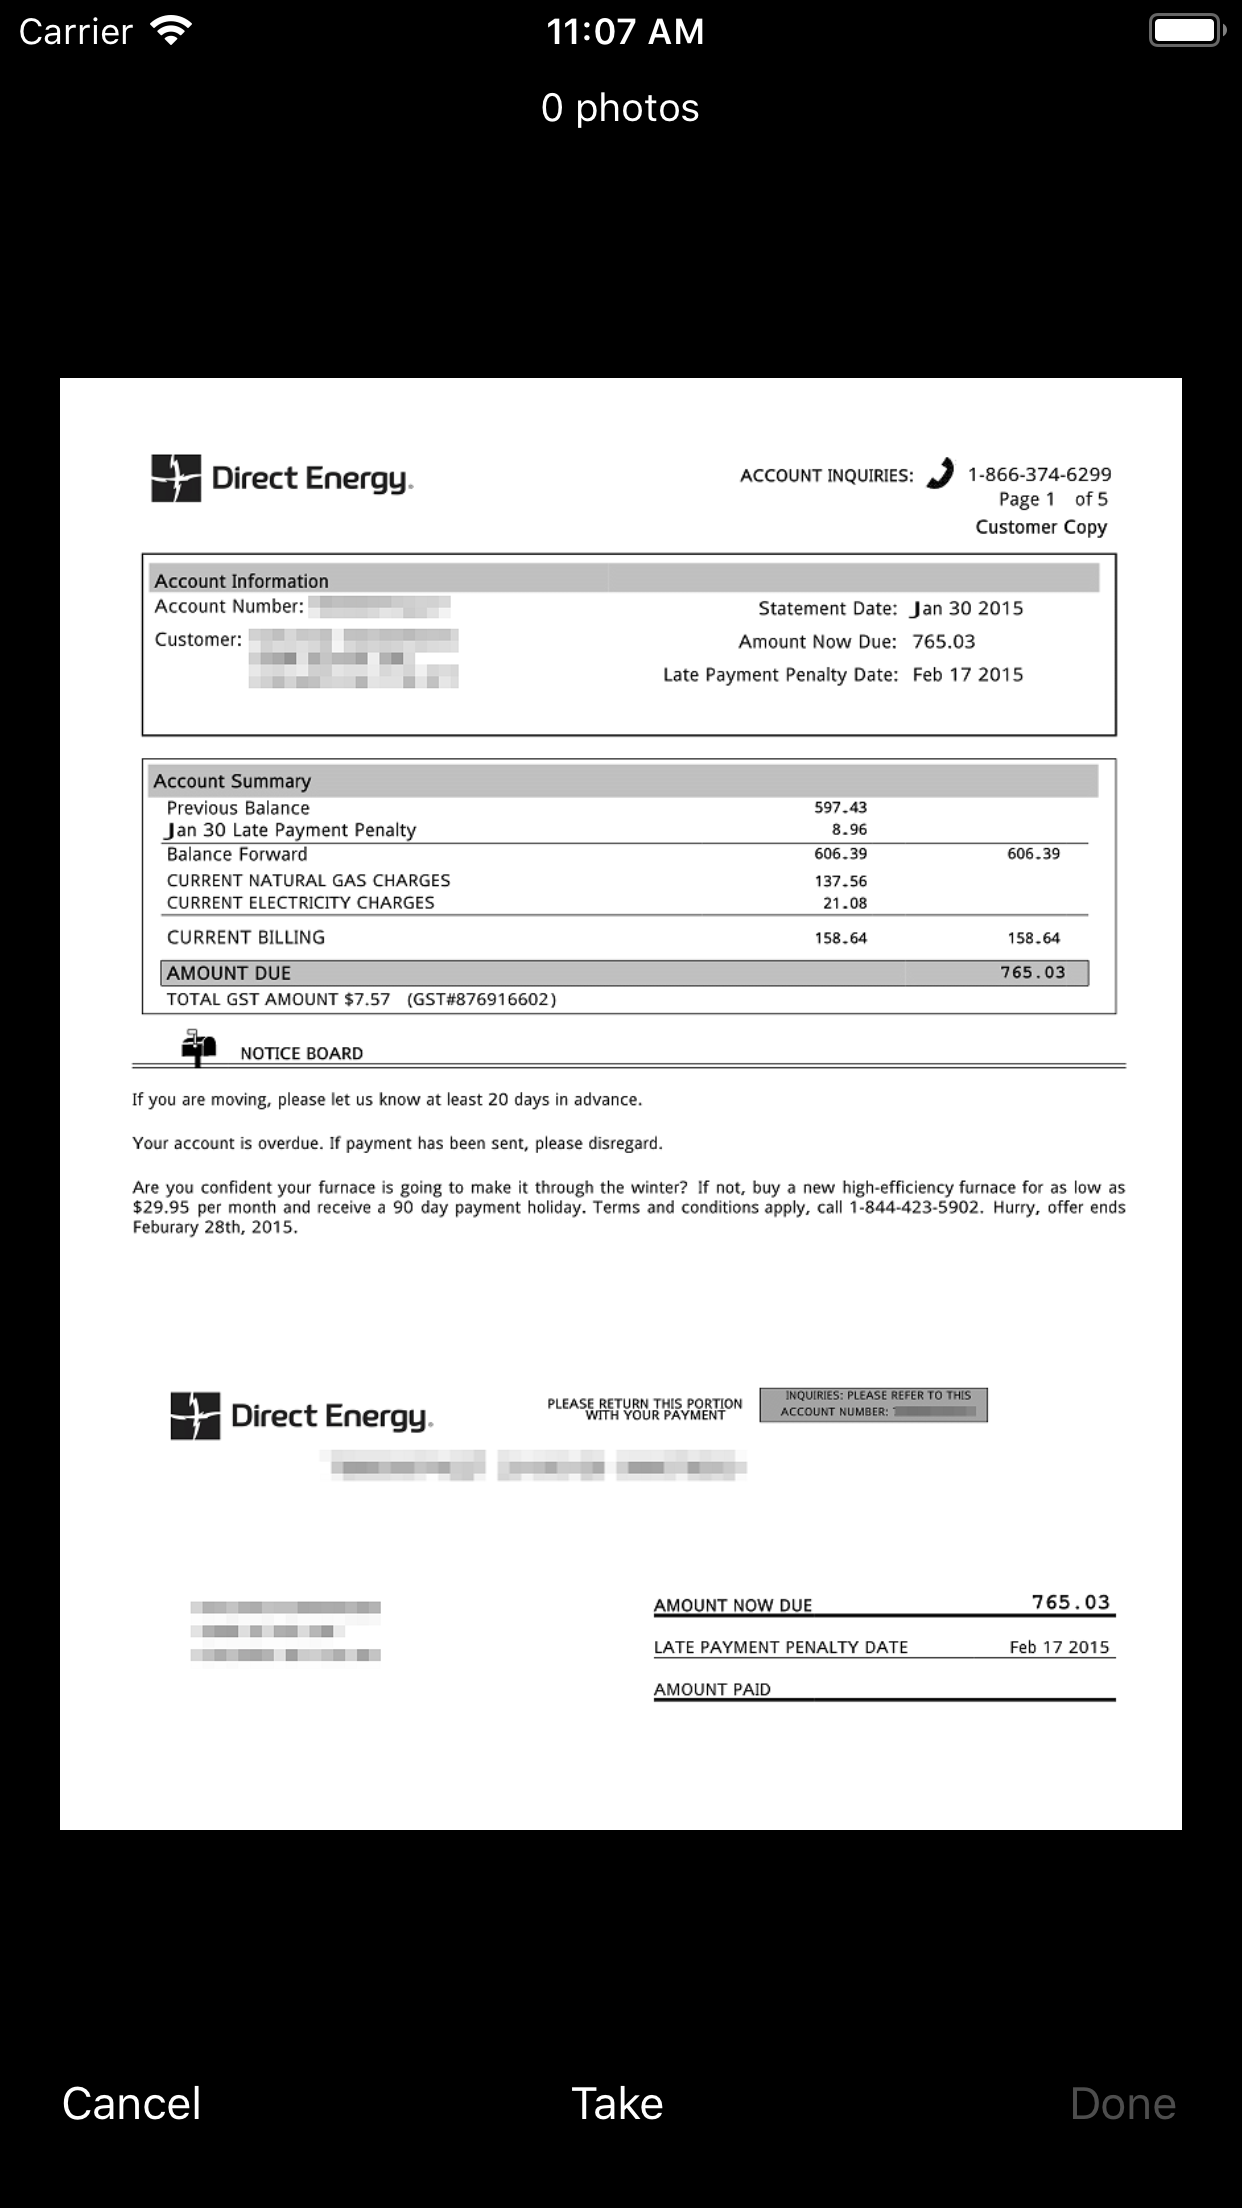 Carrier 11:07 AM
0 photos
Direct Energy.
ACCOUNT INQUIRIES: 1-866-374-6299
Page 1 of 5
Customer Copy
Account Information
Account Number:
Statement Date: Jan 30 2015
Customer:
Amount Now Due: 765.03
Late Payment Penalty Date: Feb 17 2015
Account Summary
Previous Balance 597.43
Jan 30 Late Payment Penalty 8.96
Balance Forward 606.39 606.39
CURRENT NATURAL GAS CHARGES 137.56
CURRENT ELECTRICITY CHARGES 21.08
CURRENT BILLING 158.64 158.64
AMOUNT DUE 765.03
TOTAL GST AMOUNT $7.57 (GST#876916602)
NOTICE BOARD
If you are moving, please let us know at least 20 days in advance.
Your account is overdue. If payment has been sent, please disregard.
Are you confident your furnace is going to make it through the winter? If not, buy a new high-efficiency furnace for as low as
$29.95 per month and receive a 90 day payment holiday. Terms and conditions apply, call 1-844-423-5902. Hurry, offer ends
Feburary 28th, 2015.
Direct Energy.
PLEASE RETURN THIS PORTION
WITH YOUR PAYMENT
INQUIRIES: PLEASE REFER TO THIS
ACCOUNT NUMBER:
AMOUNT NOW DUE 765.03
LATE PAYMENT PENALTY DATE Feb 17 2015
AMOUNT PAID
Cancel Take Done